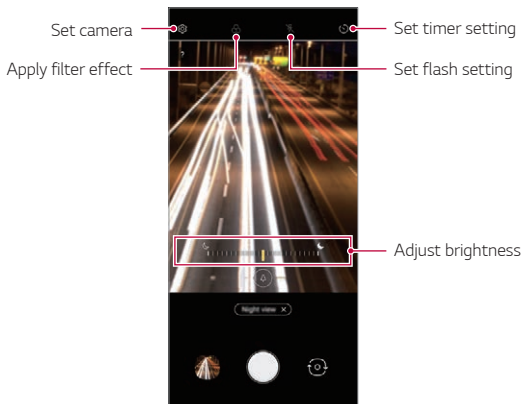 Set camera
Set timer setting
Apply filter effect
Set flash setting
Adjust brightness
Night view